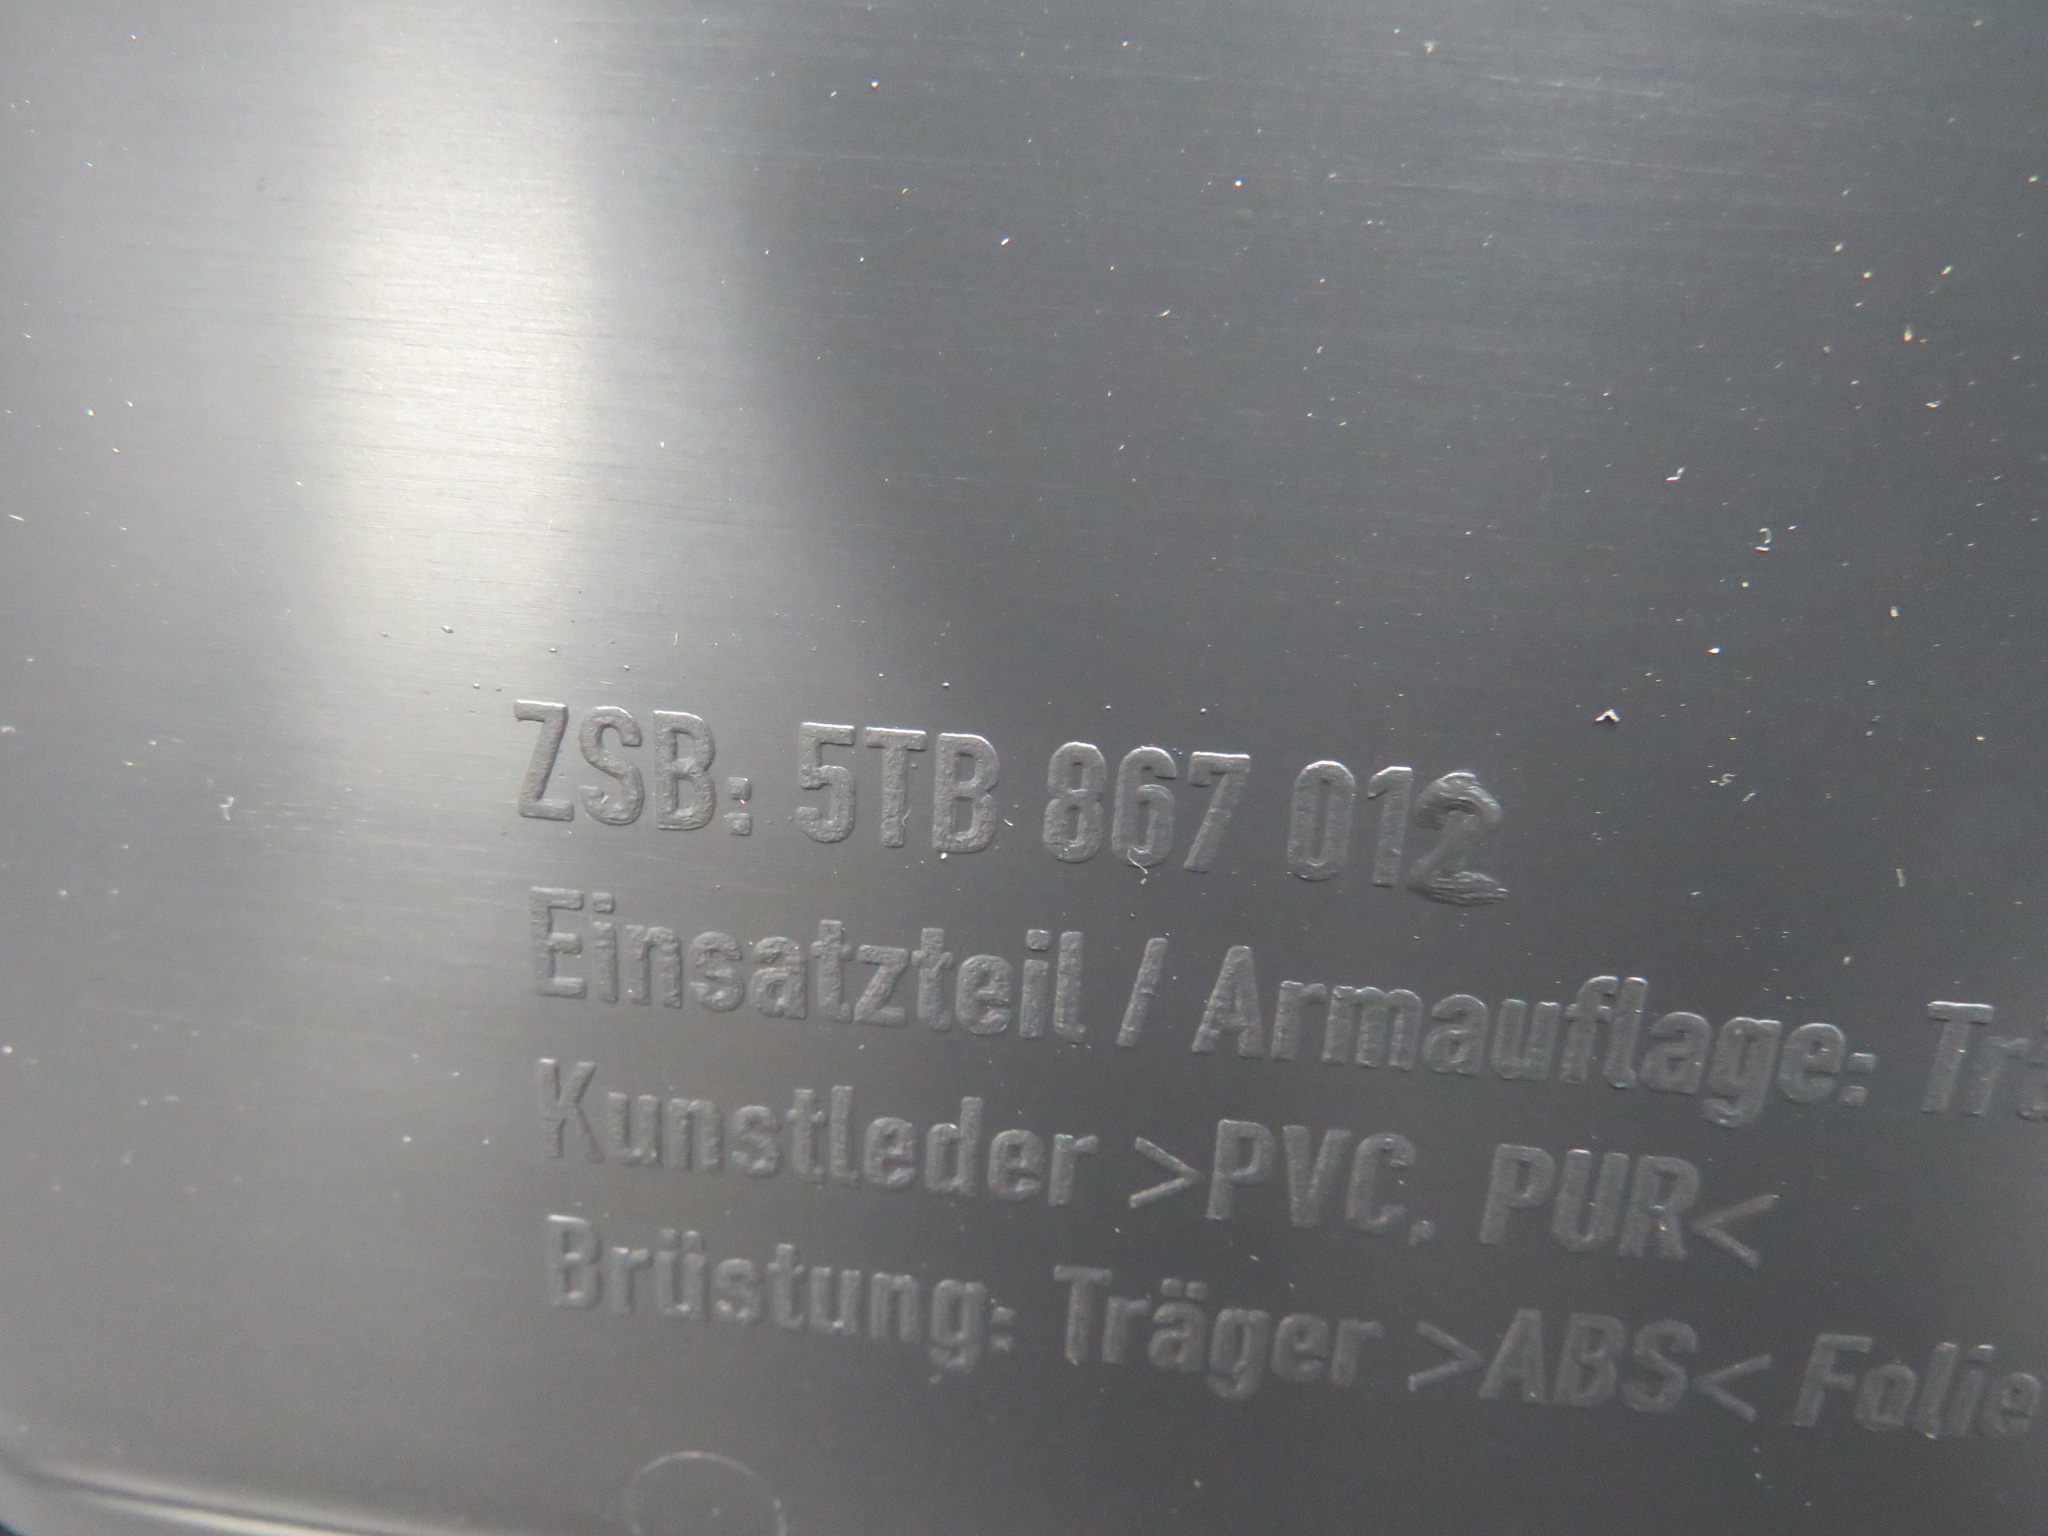 ZSB: 5TB 867 012
Einsatzteil / Armauflage:
Kunstleder >PVC, PUR<
Brüstung: Träger >ABS< Folie